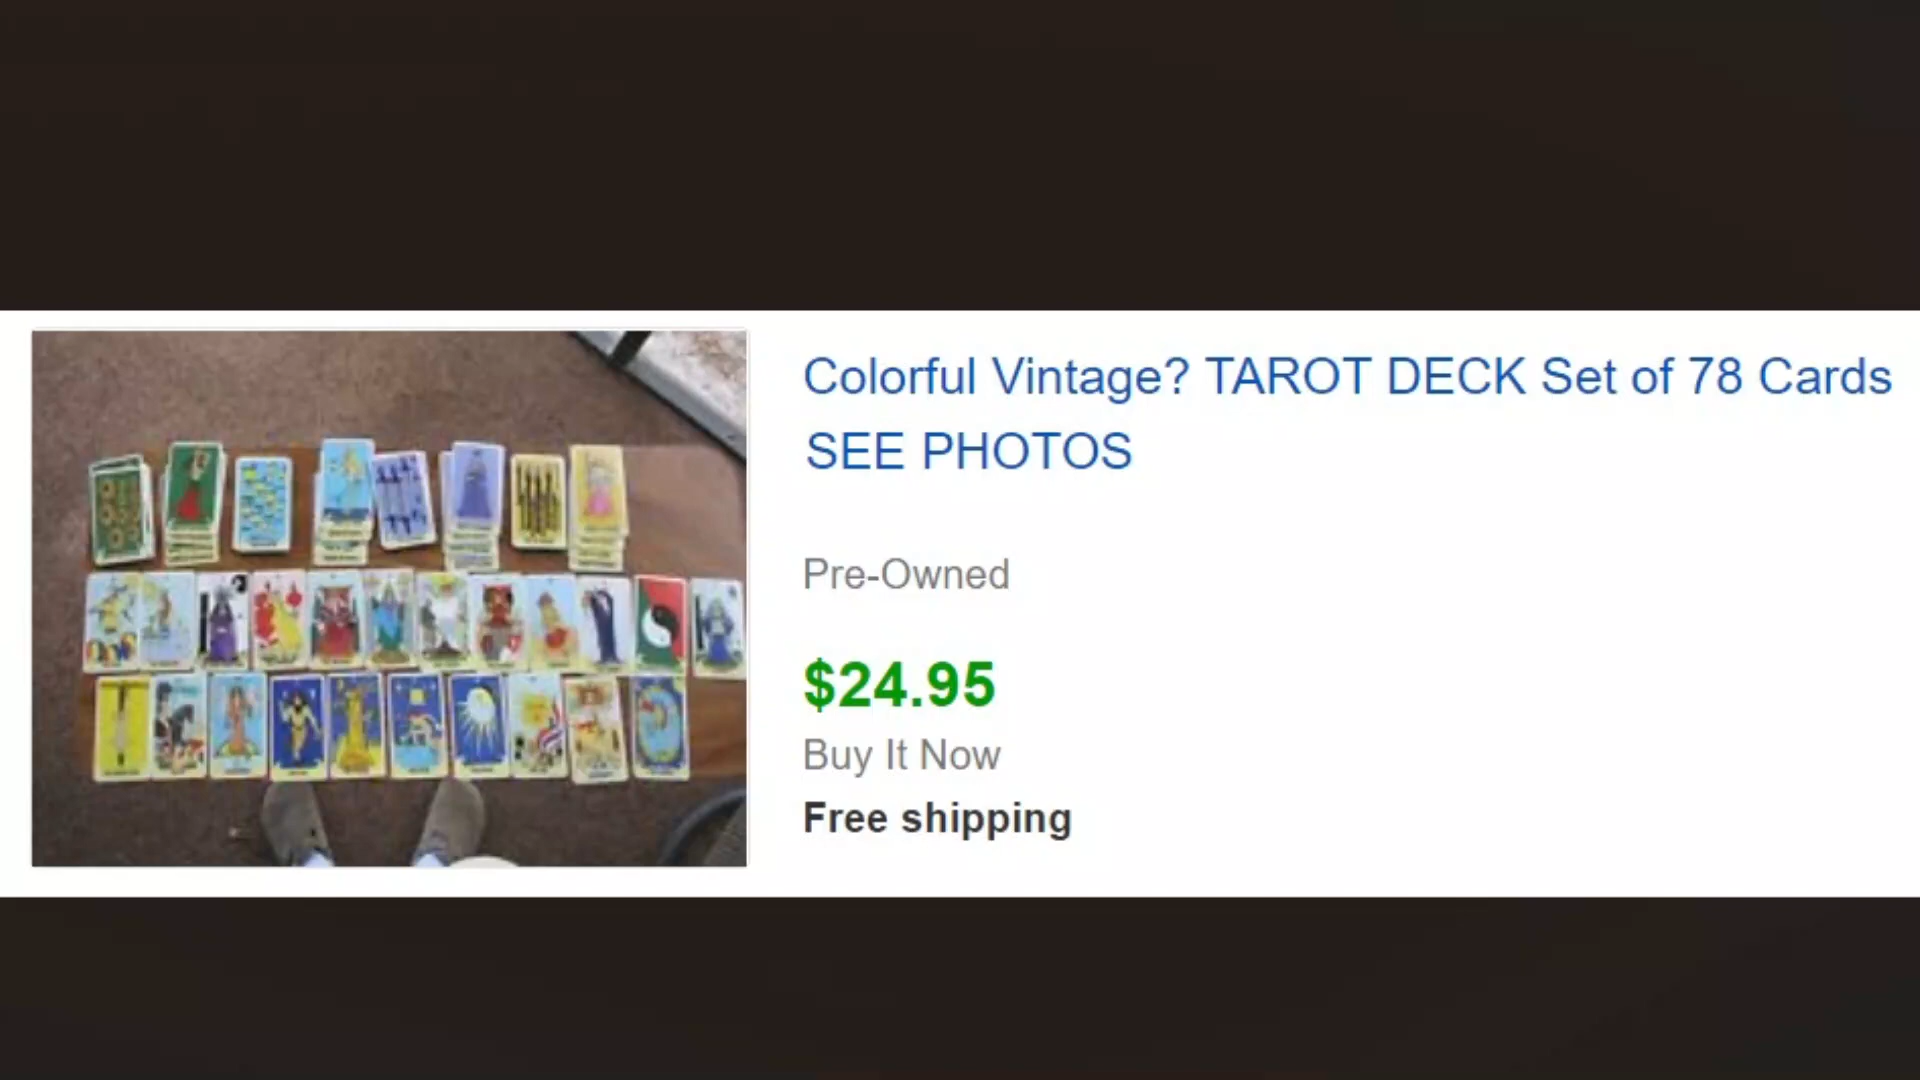 Colorful Vintage? TAROT DECK Set of 78 Cards
SEE PHOTOS
Pre-Owned
$24.95
Buy It Now
Free shipping